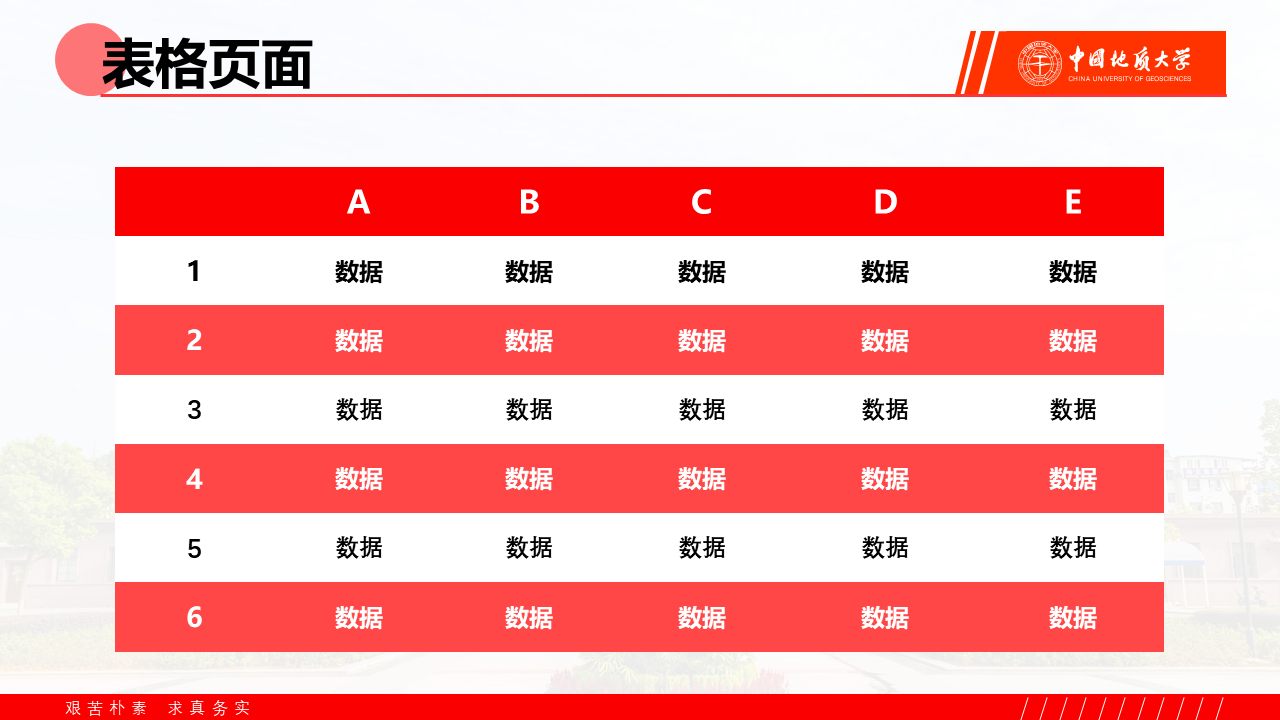 表格页面
中国地质大学
CHINA UNIVERSITY OF GEOSCIENCES
A B C D E
1 数据 数据 数据 数据 数据
2 数据 数据 数据 数据 数据
3 数据 数据 数据 数据 数据
4 数据 数据 数据 数据 数据
5 数据 数据 数据 数据 数据
6 数据 数据 数据 数据 数据
艰苦朴素 求真务实